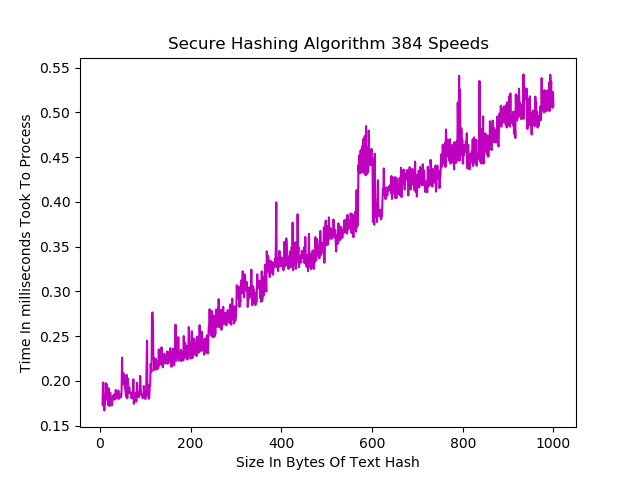 Secure Hashing Algorithm 384 Speeds
Time In milliseconds Took To Process
0.55
0.50
0.45
0.40
0.35
0.30
0.25
0.20
0.15
0 200 400 600 800 1000
Size In Bytes Of Text Hash